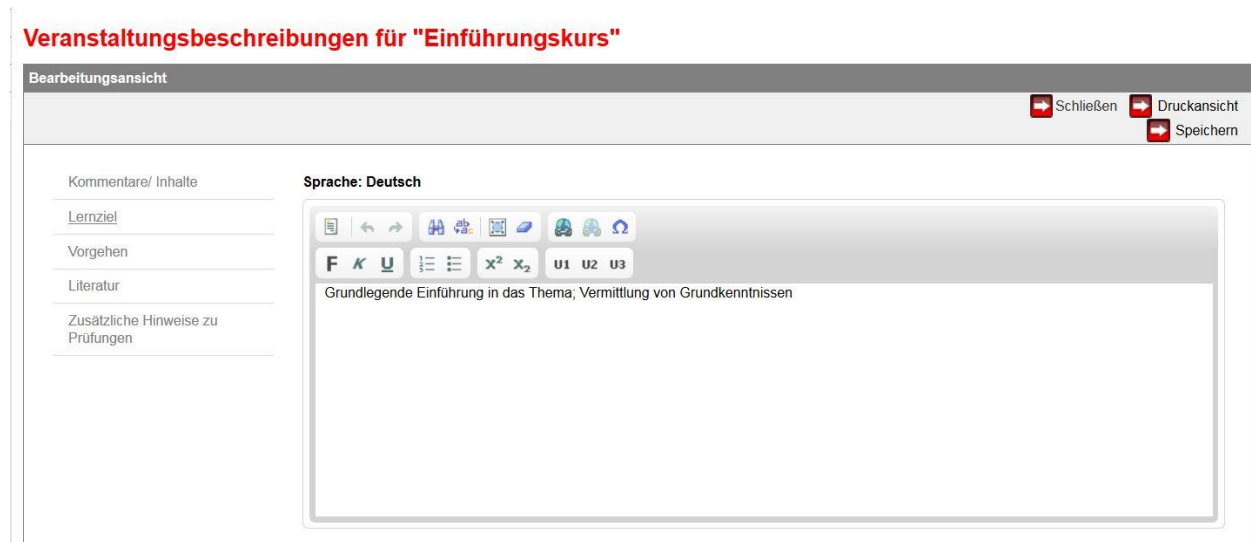 Veranstaltungsbeschreibungen für "Einführungskurs"
Bearbeitungsansicht
Schließen Druckansicht
Speichern
Kommentare/ Inhalte
Lernziel
Vorgehen
Literatur
Zusätzliche Hinweise zu
Prüfungen
Sprache: Deutsch
F K U X² X₂ U1 U2 U3
Grundlegende Einführung in das Thema; Vermittlung von Grundkenntnissen